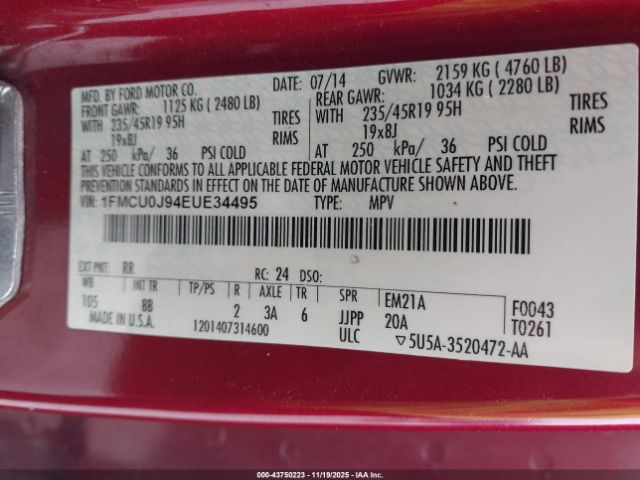 MFD. BY FORD MOTOR CO. DATE: 07/14 GVWR: 2159 KG ( 4760 LB)
FRONT GAWR: 1125 KG ( 2480 LB) REAR GAWR: 1034 KG ( 2280 LB)
WITH 235/45R19 95H TIRES WITH 235/45R19 95H TIRES
19x8J RIMS 19x8J RIMS
AT 250 kPa/ 36 PSI COLD AT 250 kPa/ 36 PSI COLD
THIS VEHICLE CONFORMS TO ALL APPLICABLE FEDERAL MOTOR VEHICLE SAFETY AND THEFT
PREVENTION STANDARDS IN EFFECT ON THE DATE OF MANUFACTURE SHOWN ABOVE.
VIN: 1FMCU0J94EUE34495 TYPE: MPV
EXT PNT: RR RC: 24 DSO:
WB INT TR TP/PS R AXLE TR SPR EM21A F0043
105 BB 2 3A 6 JJPP 20A T0261
MADE IN U.S.A. 1201407314600 ULC ▽5U5A-3520472-AA
000-43750223 - 11/19/2025 - IAAI.COM